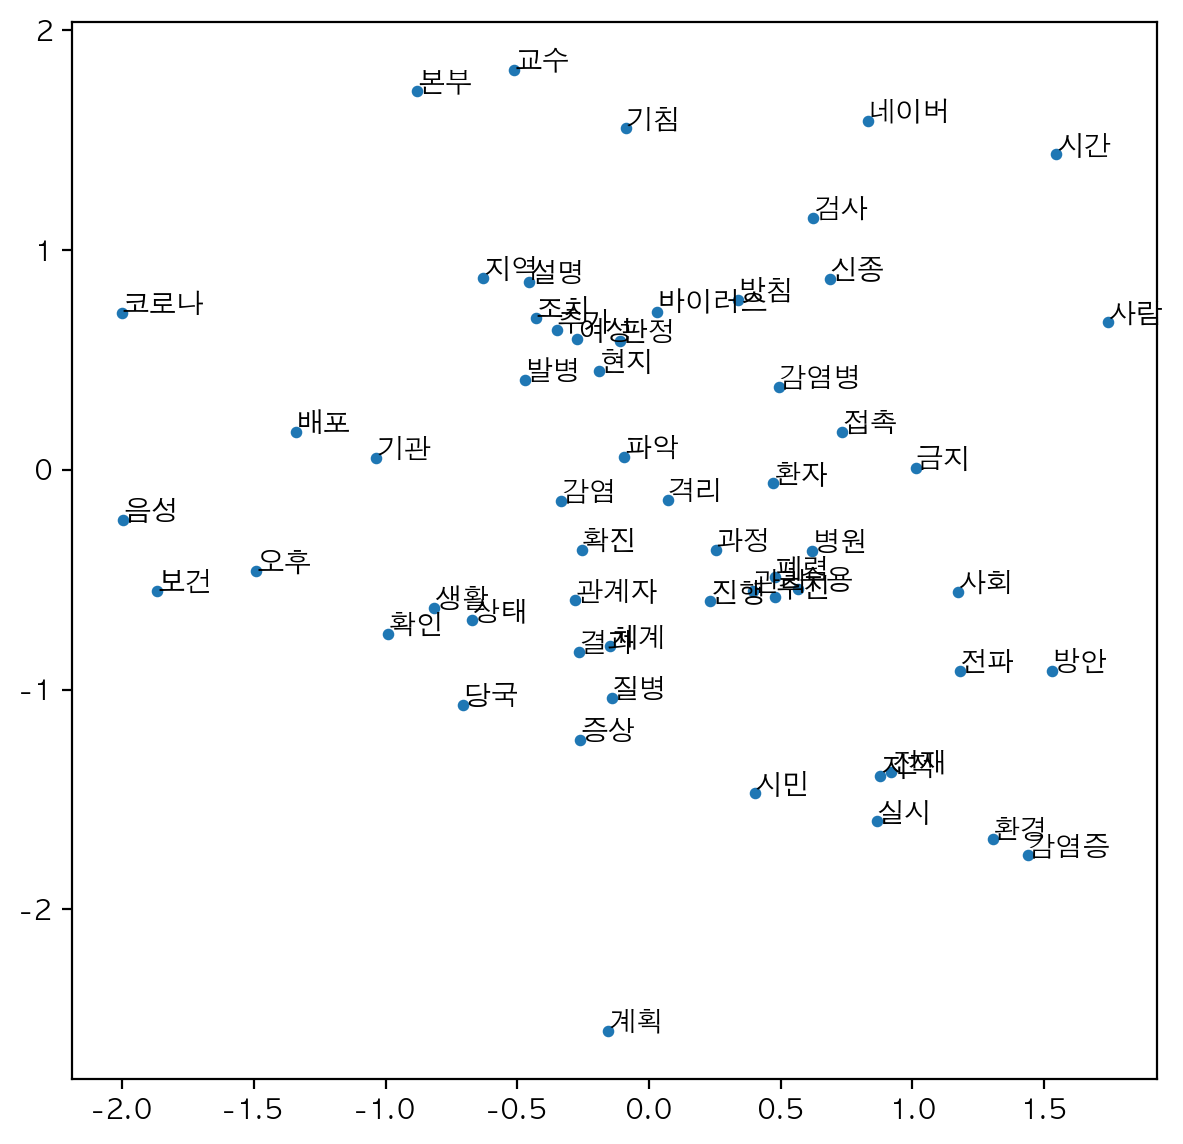 2
교수
본부
기침
네이버
시간
검사
1
지역
설명
신종
방침
코로나
바이러스
조치
추가
사람
여성
판정
현지
발병
감염병
배포
접촉
기관
파악
금지
0
환자
감염
격리
음성
확진
과정
병원
오후
보건
폐렴
사회
관계자
진행
생활
상태
확인
결과
체계
전파
방안
-1
질병
당국
증상
시민
실시
환경
감염증
-2
계획
-2.0 -1.5 -1.0 -0.5 0.0 0.5 1.0 1.5